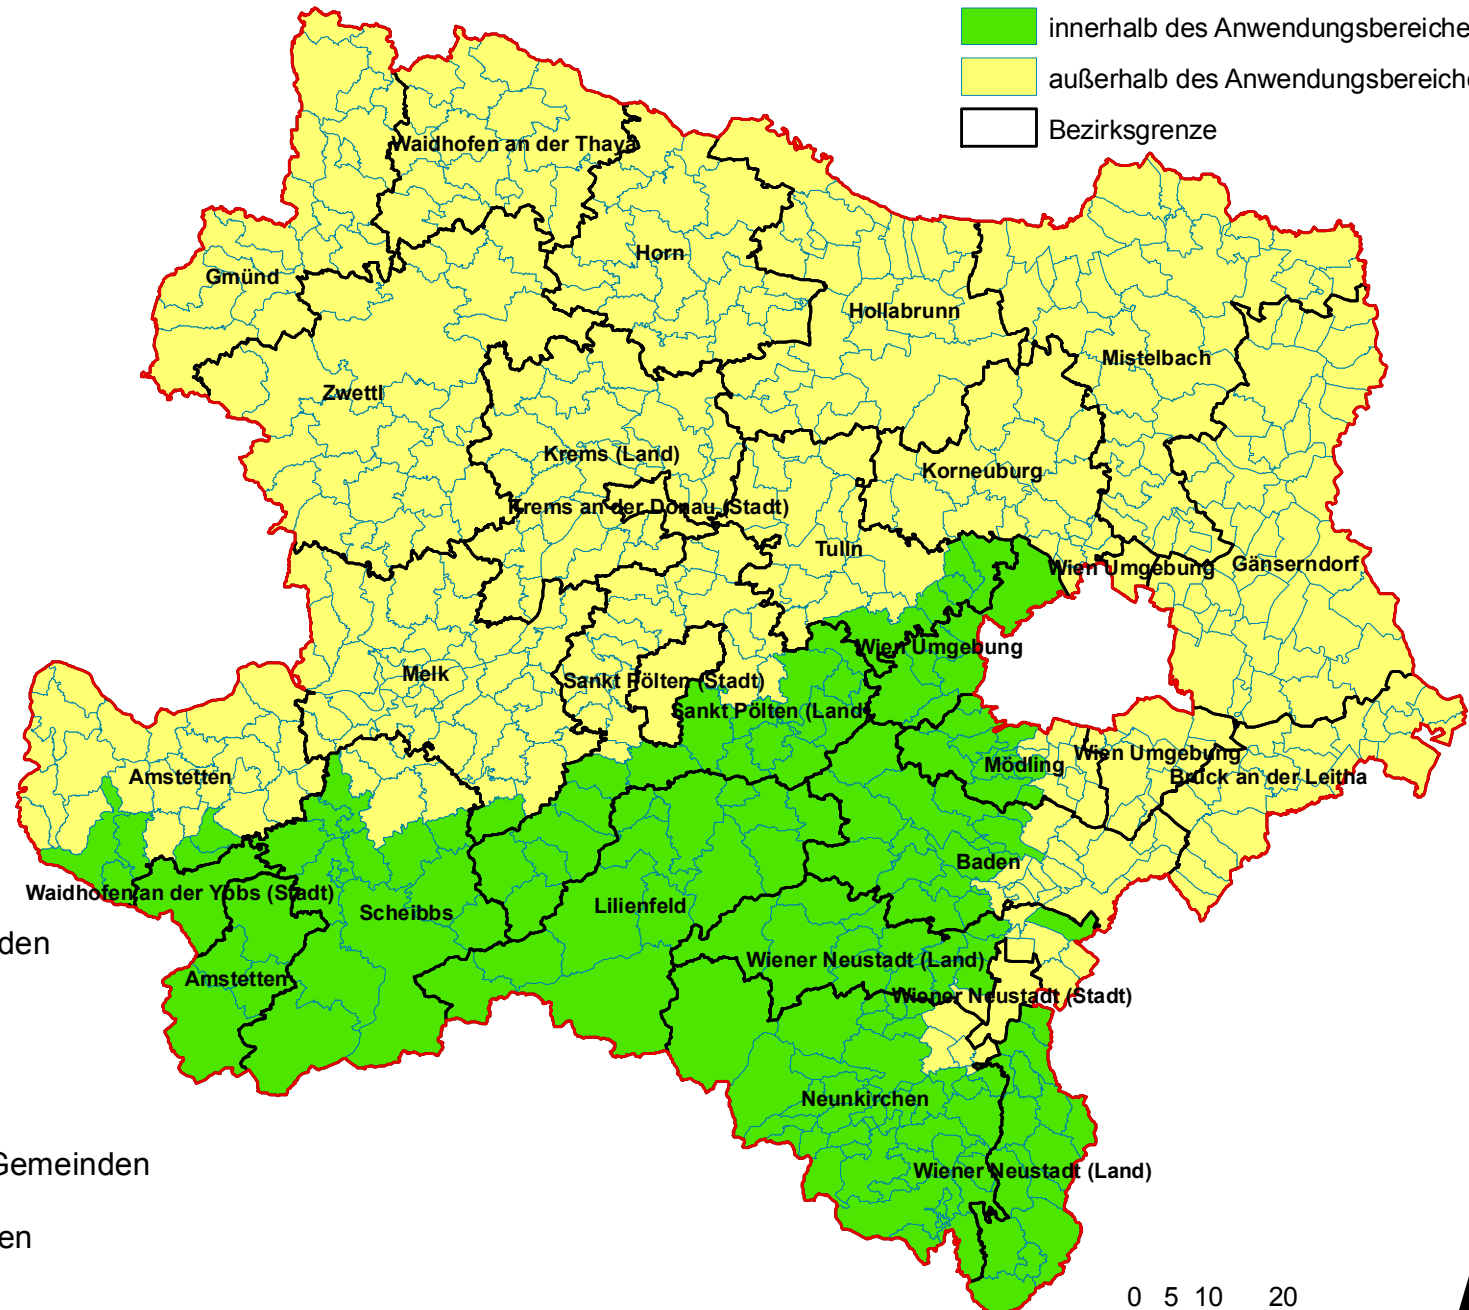 innerhalb des Anwendungsbereiche
außerhalb des Anwendungsbereich
Bezirksgrenze
Waidhofen an der Thaya
Horn
Gmünd
Hollabrunn
Mistelbach
Zwettl
Krems (Land)
Korneuburg
Krems an der Donau (Stadt)
Tulln
Wien Umgebung
Gänserndorf
Wien Umgebung
Melk
Sankt Pölten (Stadt)
Sankt Pölten (Land)
Wien Umgebung
Mödling
Amstetten
Bruck an der Leitha
Baden
Waidhofen an der Ybbs (Stadt)
Scheibbs
Lilienfeld
den
Wiener Neustadt (Land)
Amstetten
Wiener Neustadt (Stadt)
Neunkirchen
Gemeinden
Wiener Neustadt (Land)
en
0 5 10 20